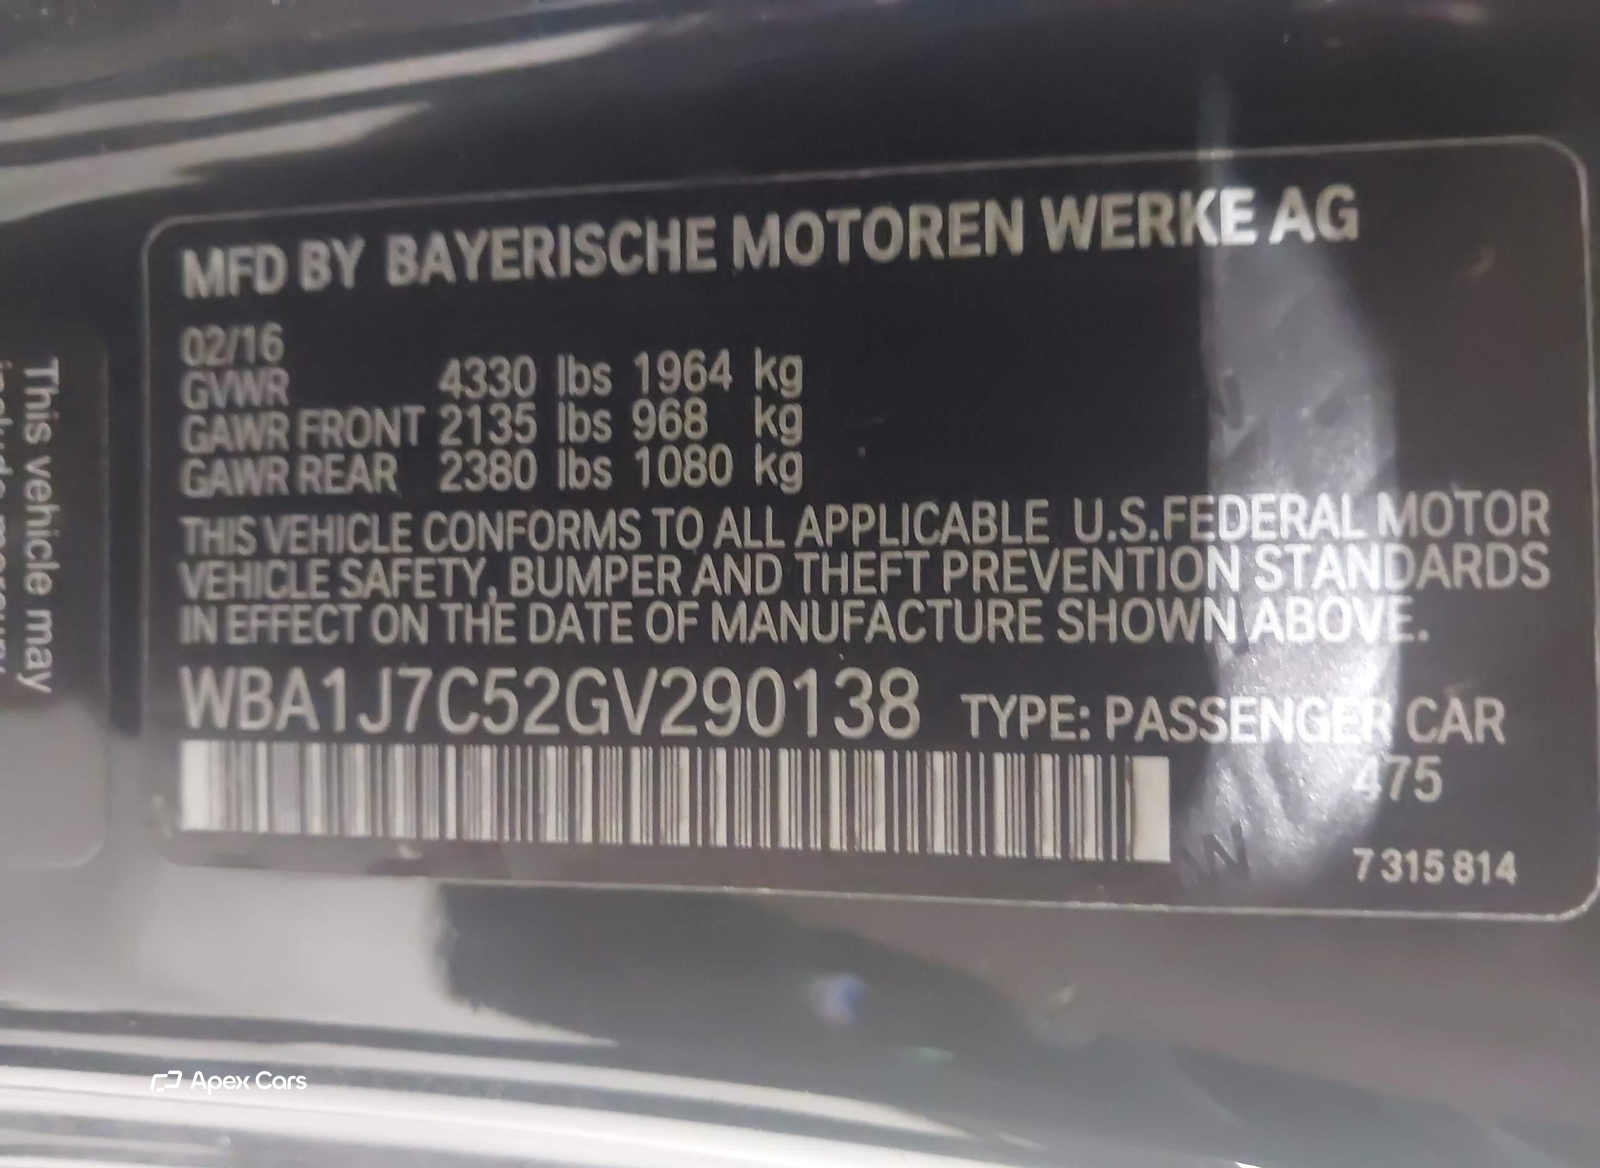 MFD BY BAYERISCHE MOTOREN WERKE AG
02/16
GVWR 4330 lbs 1964 kg
GAWR FRONT 2135 lbs 968 kg
GAWR REAR 2380 lbs 1080 kg
THIS VEHICLE CONFORMS TO ALL APPLICABLE U.S.FEDERAL MOTOR
VEHICLE SAFETY, BUMPER AND THEFT PREVENTION STANDARDS
IN EFFECT ON THE DATE OF MANUFACTURE SHOWN ABOVE.
WBA1J7C52GV290138 TYPE: PASSENGER CAR
475
7 315 814
This vehicle may
Apex Cars